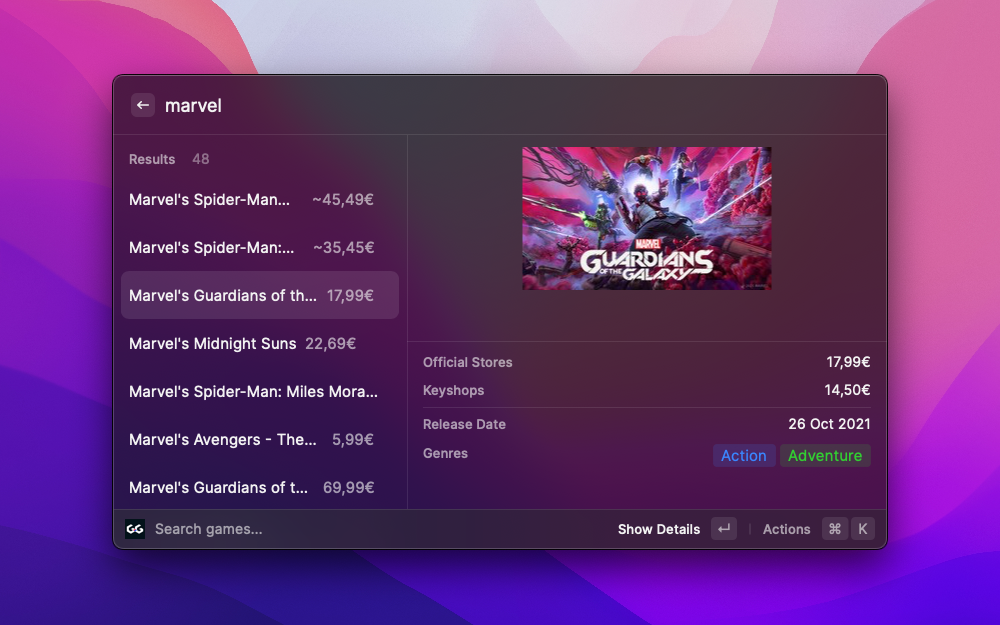 marvel
Results 48
Marvel's Spider-Man... ~45,49€
Marvel's Spider-Man:... ~35,45€
Marvel's Guardians of th... 17,99€
Marvel's Midnight Suns 22,69€
Marvel's Spider-Man: Miles Mora...
Marvel's Avengers - The... 5,99€
Marvel's Guardians of t... 69,99€
MARVEL
GUARDIANS
OF THE
GALAXY
Official Stores 17,99€
Keyshops 14,50€
Release Date 26 Oct 2021
Genres Action Adventure
GG Search games... Show Details ↵ Actions ⌘ K